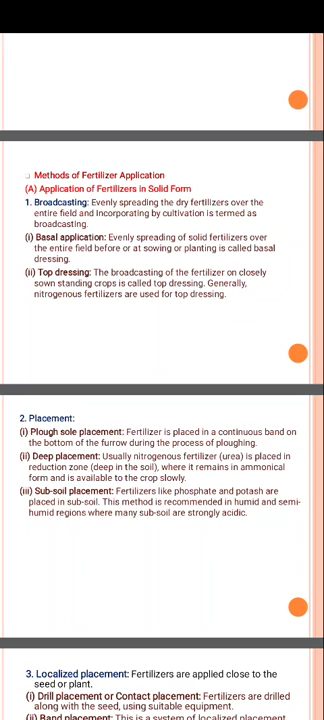 Methods of Fertilizer Application
(A) Application of Fertilizers in Solid Form
1. Broadcasting: Evenly spreading the dry fertilizers over the
entire field and incorporating by cultivation is termed as
broadcasting.
(i) Basal application: Evenly spreading of solid fertilizers over
the entire field before or at sowing or planting is called basal
dressing.
(ii) Top dressing: The broadcasting of the fertilizer on closely
sown standing crops is called top dressing. Generally,
nitrogenous fertilizers are used for top dressing.
2. Placement:
(i) Plough sole placement: Fertilizer is placed in a continuous band on
the bottom of the furrow during the process of ploughing.
(ii) Deep placement: Usually nitrogenous fertilizer (urea) is placed in
reduction zone (deep in the soil), where it remains in ammonical
form and is available to the crop slowly.
(iii) Sub-soil placement: Fertilizers like phosphate and potash are
placed in sub-soil. This method is recommended in humid and semi-
humid regions where many sub-soil are strongly acidic.
3. Localized placement: Fertilizers are applied close to the
seed or plant.
(i) Drill placement or Contact placement: Fertilizers are drilled
along with the seed, using suitable equipment.
(ii) Band placement: This is a system of localized placement